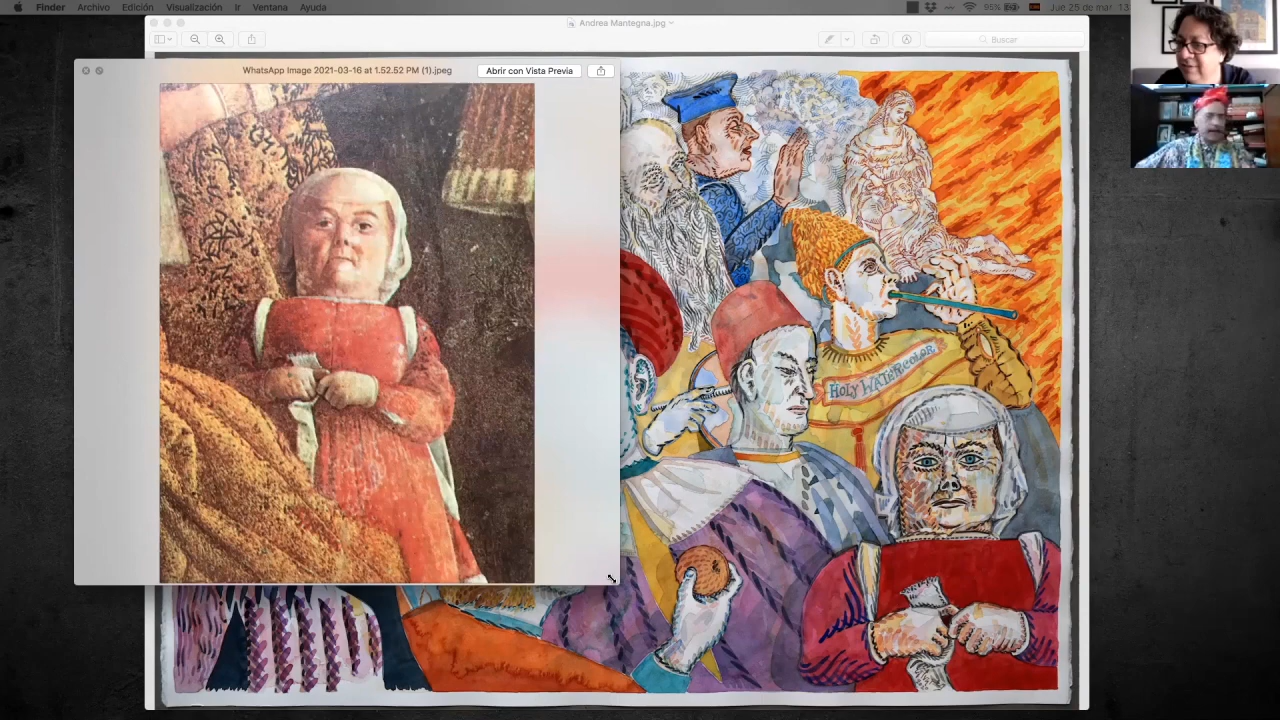 Finder Archivo Edición Visualización Ir Ventana Ayuda 95% Jue 25 de mar
Andrea Mantegna.jpg
Buscar
WhatsApp Image 2021-03-16 at 1.52.52 PM (1).jpeg Abrir con Vista Previa
HOLY WATERCOLOR